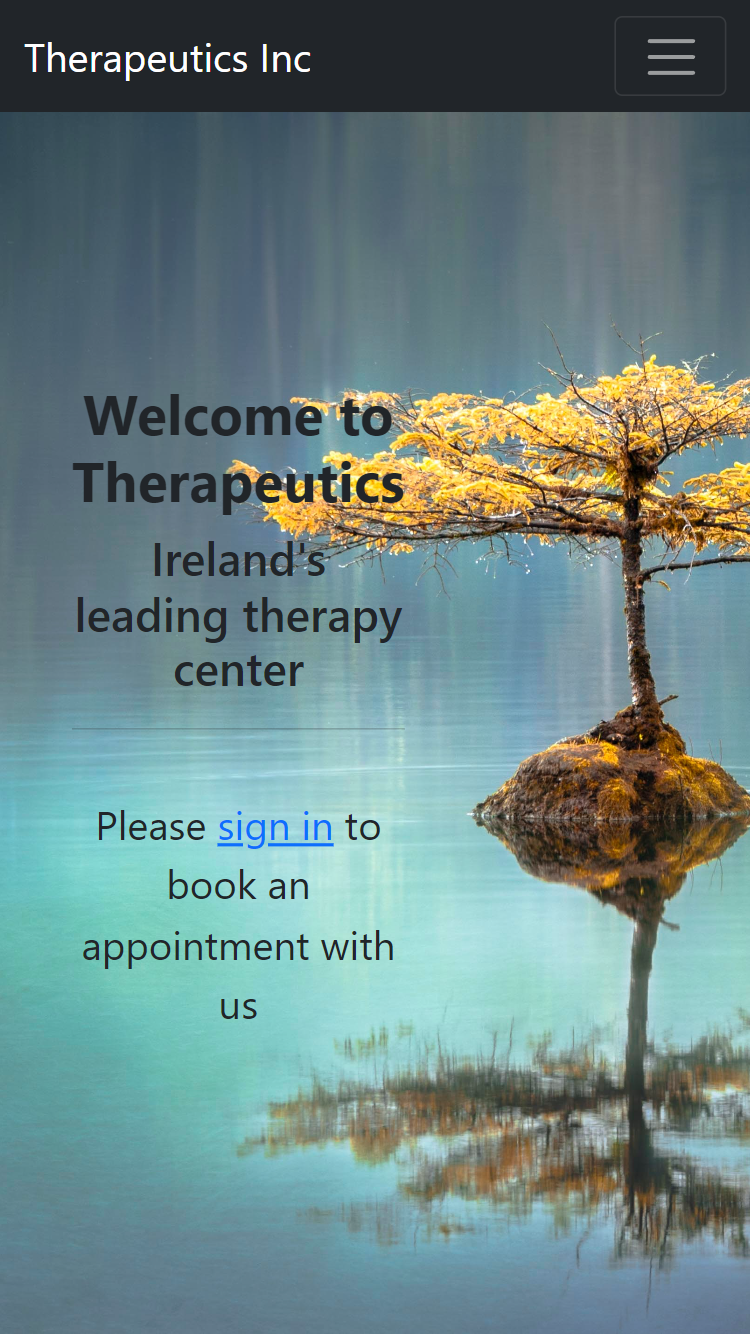 Therapeutics Inc
Welcome to
Therapeutics
Ireland's
leading therapy
center
Please sign in to
book an
appointment with
us